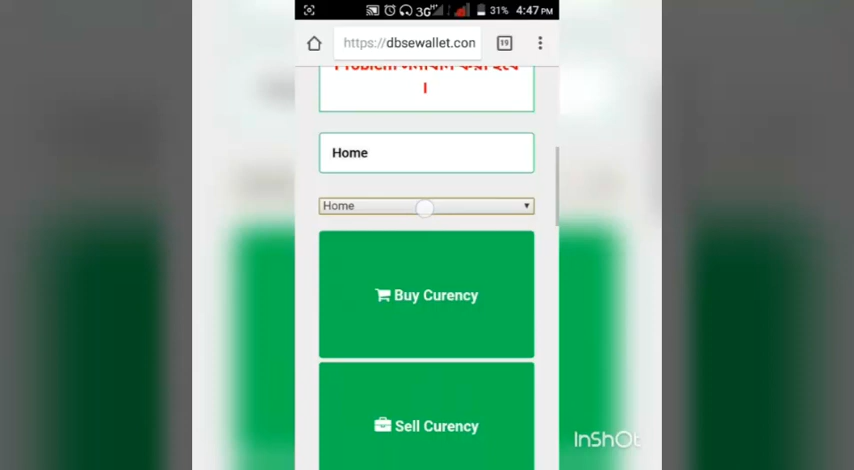 3G
31% 4:47 PM
https://dbsewallet.con
19
।
Home
Home
Buy Curency
Sell Curency
InShOt